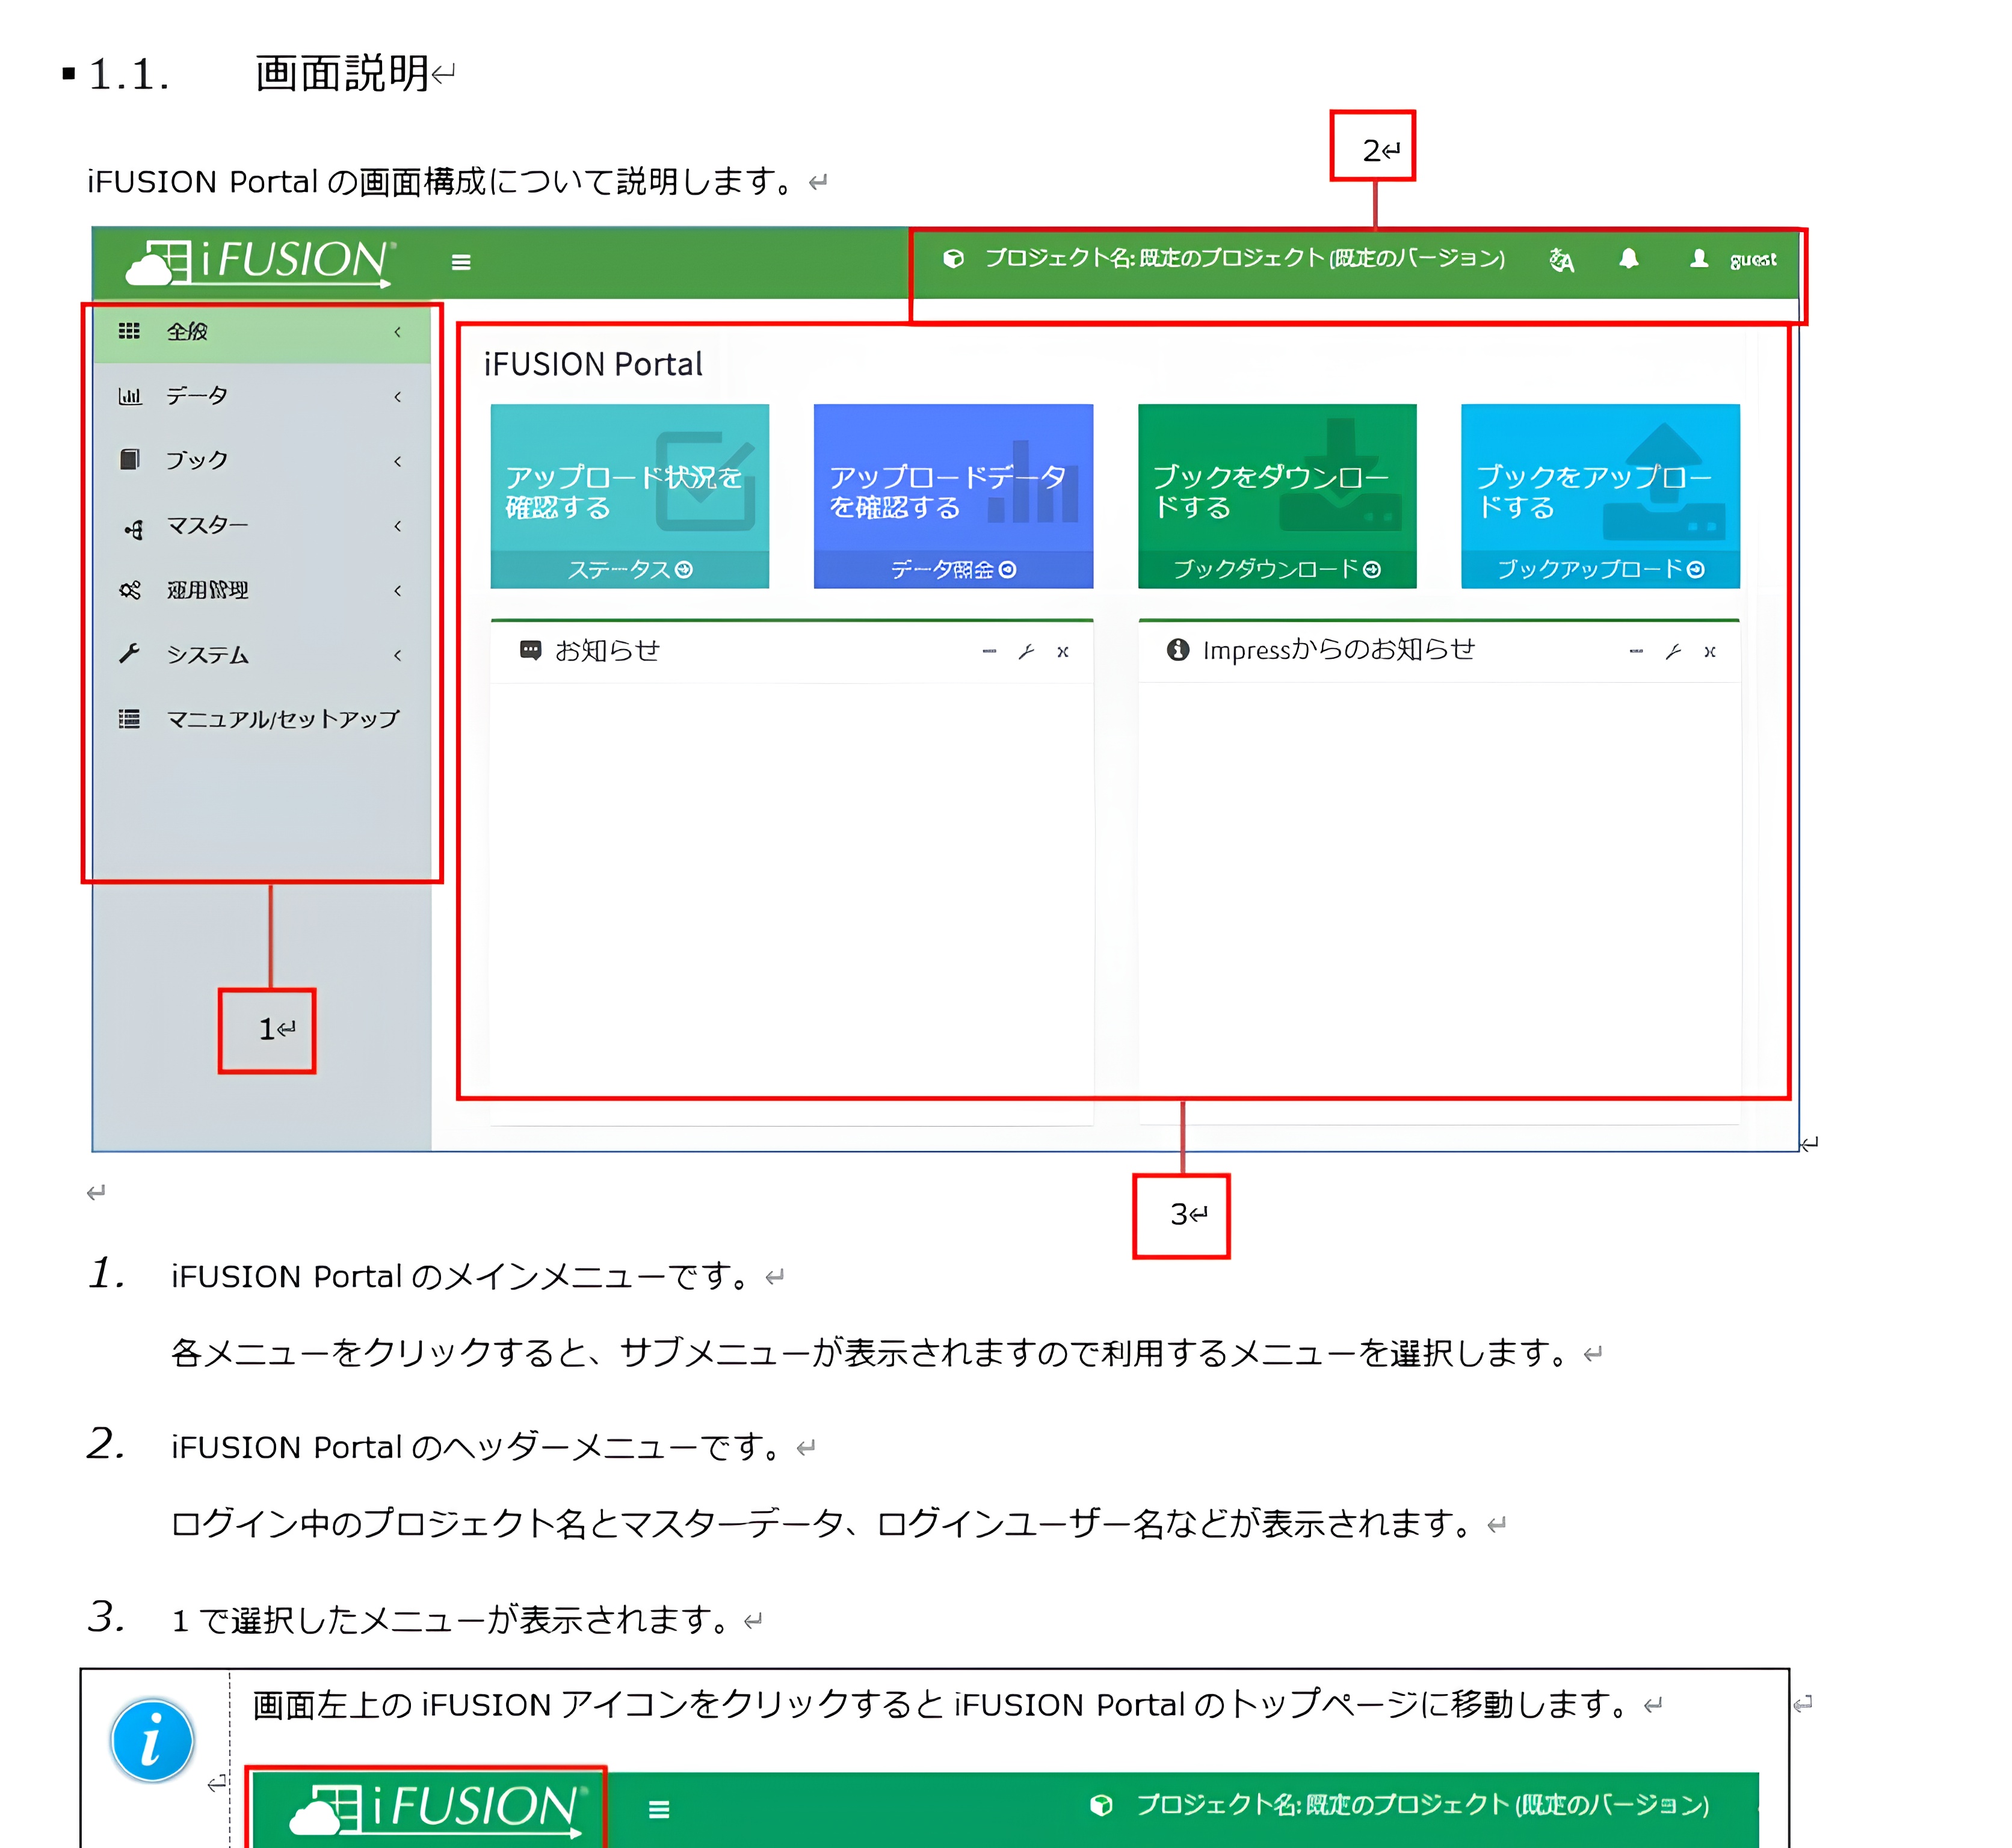 1.1. 画面説明
iFUSION Portal の画面構成について説明します。
2
iFUSION
プロジェクト名: 既定のプロジェクト (既定のバージョン)
guest
全般
データ
ブック
マスター
運用管理
システム
マニュアル/セットアップ
iFUSION Portal
アップロード状況を
確認する
ステータス
アップロードデータ
を確認する
データ照会
ブックをダウンロー
ドする
ブックダウンロード
ブックをアップロー
ドする
ブックアップロード
お知らせ
Impressからのお知らせ
1
3
1. iFUSION Portal のメインメニューです。
各メニューをクリックすると、サブメニューが表示されますので利用するメニューを選択します。
2. iFUSION Portal のヘッダーメニューです。
ログイン中のプロジェクト名とマスターデータ、ログインユーザー名などが表示されます。
3. 1 で選択したメニューが表示されます。
画面左上の iFUSION アイコンをクリックすると iFUSION Portal のトップページに移動します。
iFUSION
プロジェクト名: 既定のプロジェクト (既定のバージョン)